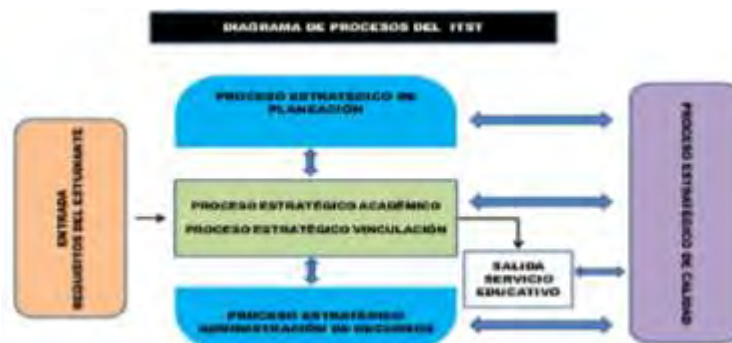 DIAGRAMA DE PROCESOS DEL ITST
PROCESO ESTRATÉGICO DE
PLANEACIÓN
ENTRADA
REQUISITOS DEL ESTUDIANTE
PROCESO ESTRATÉGICO ACADÉMICO
PROCESO ESTRATÉGICO VINCULACIÓN
SALIDA
SERVICIO
EDUCATIVO
PROCESO ESTRATÉGICO
ADMINISTRACIÓN DE RECURSOS
PROCESO ESTRATÉGICO DE CALIDAD